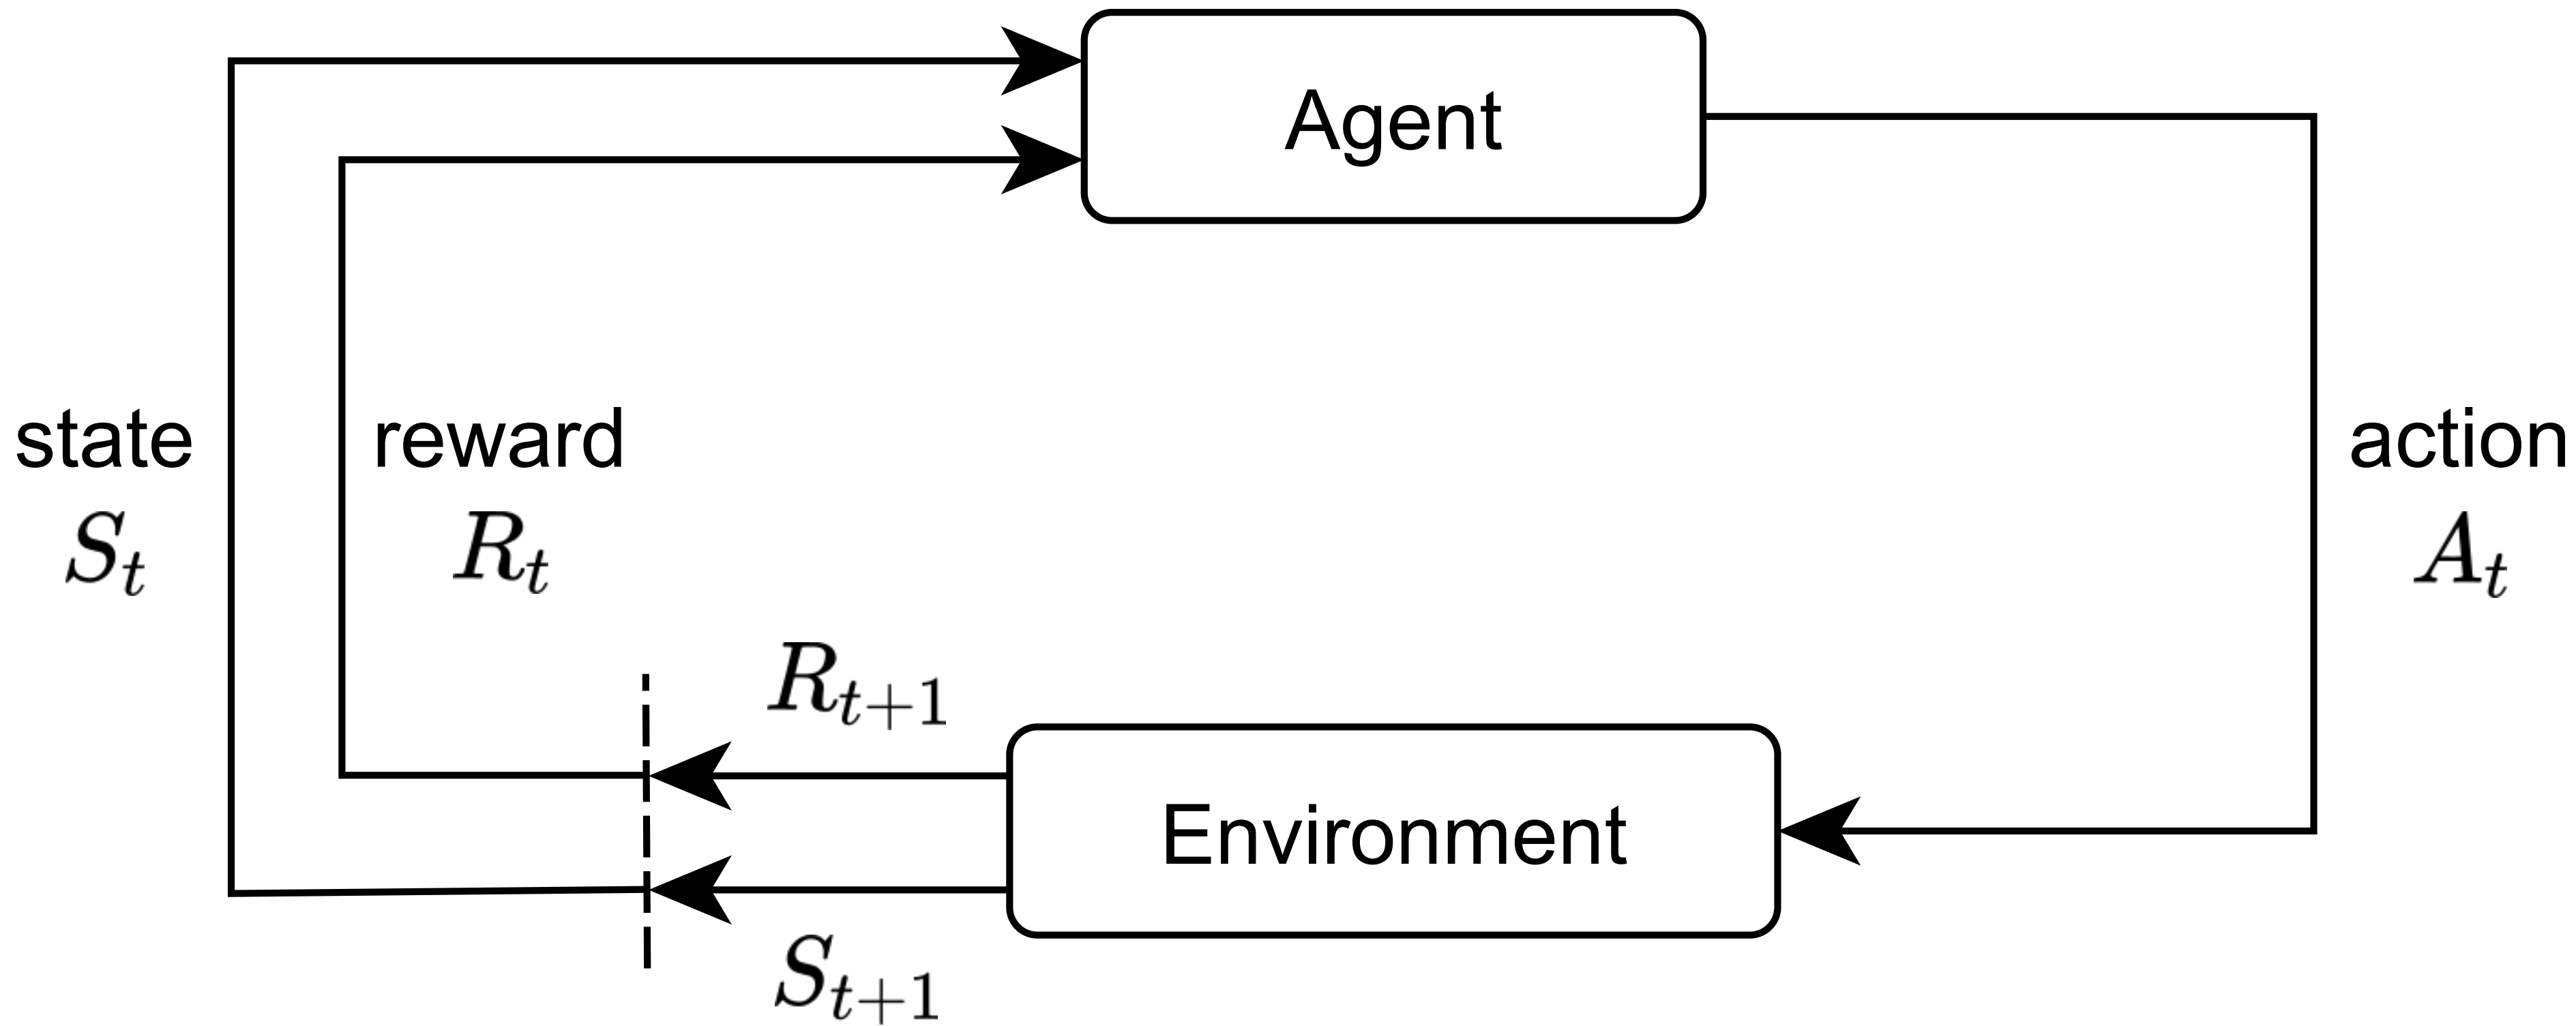 Agent
state
reward
action
S_t
R_t
A_t
R_{t+1}
Environment
S_{t+1}